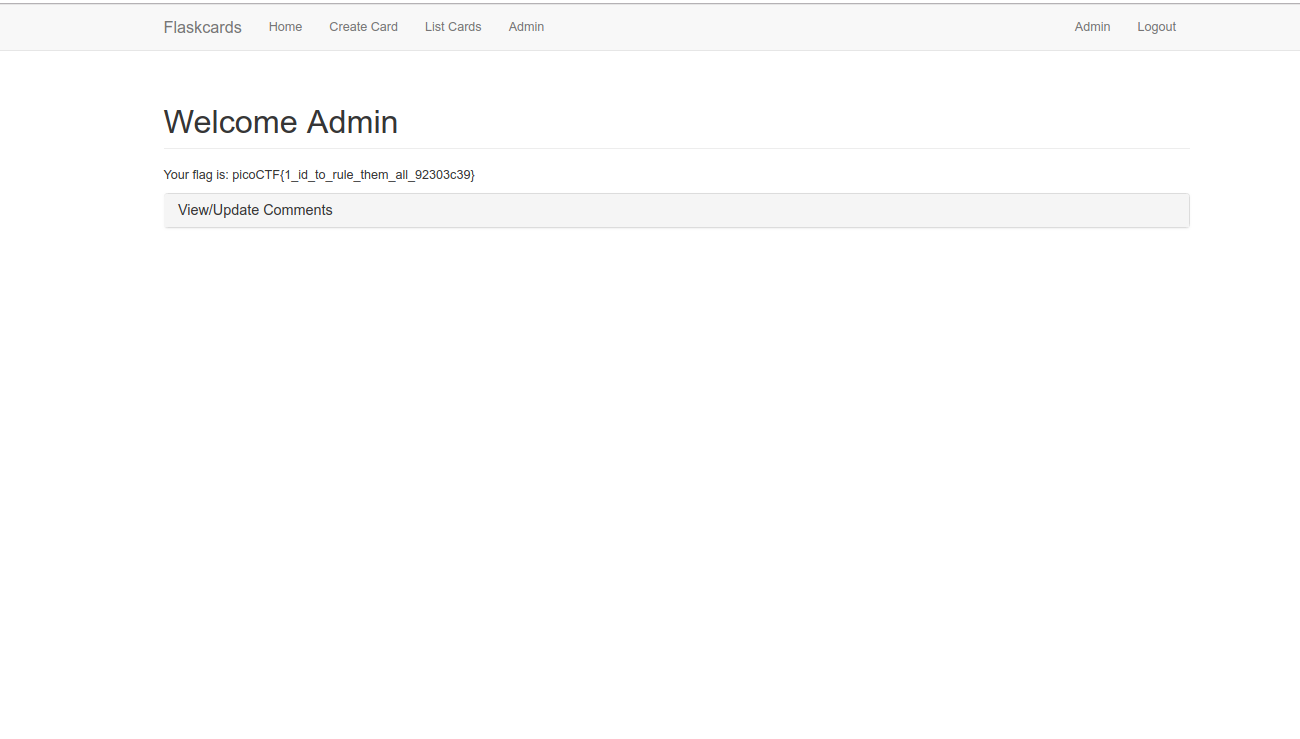 Flaskcards Home Create Card List Cards Admin Admin Logout
Welcome Admin
Your flag is: picoCTF{1_id_to_rule_them_all_92303c39}
View/Update Comments